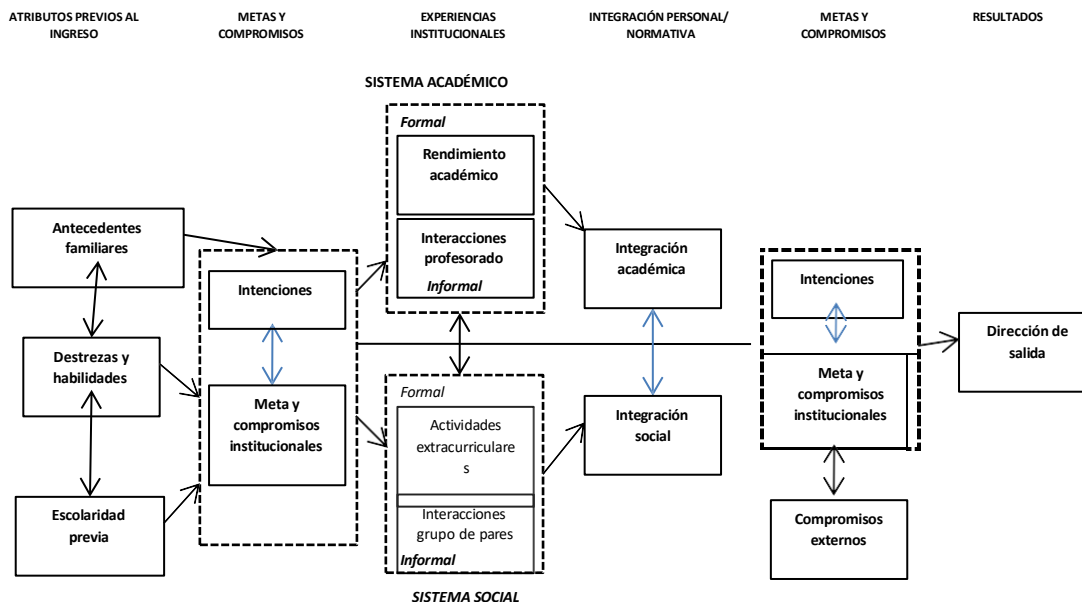 ATRIBUTOS PREVIOS AL
INGRESO
METAS Y
COMPROMISOS
EXPERIENCIAS
INSTITUCIONALES
INTEGRACIÓN PERSONAL/
NORMATIVA
METAS Y
COMPROMISOS
RESULTADOS
SISTEMA ACADÉMICO
Formal
Rendimiento
académico
Interacciones
profesorado
Informal
Antecedentes
familiares
Destrezas y
habilidades
Escolaridad
previa
Intenciones
Meta y
compromisos
institucionales
Formal
Actividades
extracurriculare
s
Interacciones
grupo de pares
Informal
SISTEMA SOCIAL
Integración
académica
Integración
social
Intenciones
Meta y
compromisos
institucionales
Compromisos
externos
Dirección de
salida